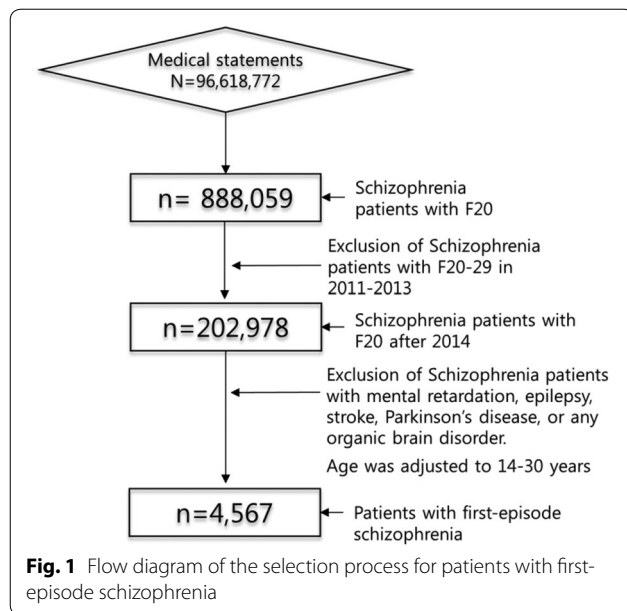 Medical statements
N=96,618,772
n= 888,059
Schizophrenia
patients with F20
Exclusion of Schizophrenia
patients with F20-29 in
2011-2013
n=202,978
Schizophrenia patients with
F20 after 2014
Exclusion of Schizophrenia patients
with mental retardation, epilepsy,
stroke, Parkinson's disease, or any
organic brain disorder.
Age was adjusted to 14-30 years
n=4,567
Patients with first-episode
schizophrenia
Fig. 1 Flow diagram of the selection process for patients with first-
episode schizophrenia